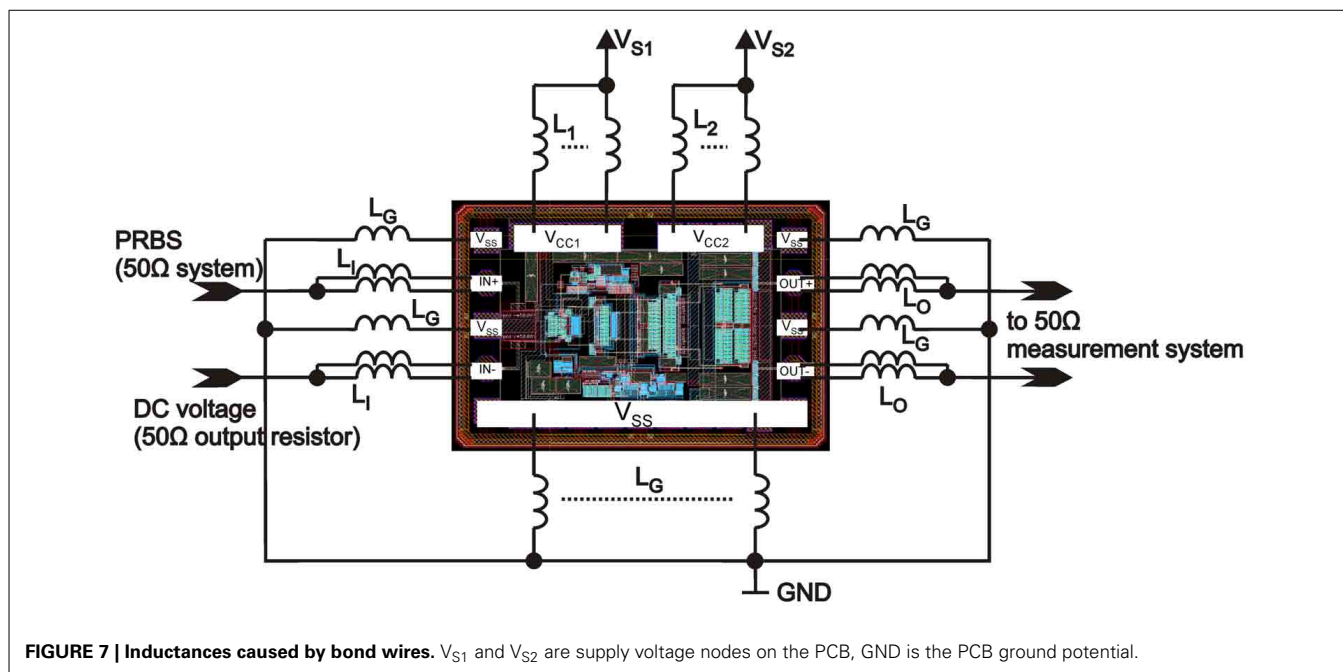 V_S1
V_S2
L_1
L_2
L_G
L_G
PRBS
(50Ω system)
V_SS
V_CC1
V_CC2
V_SS
L_I
IN+
OUT+
L_O
L_G
V_SS
V_SS
L_G
to 50Ω
measurement system
IN-
OUT-
L_I
L_O
DC voltage
(50Ω output resistor)
V_SS
L_G
GND
FIGURE 7 | Inductances caused by bond wires. V_S1 and V_S2 are supply voltage nodes on the PCB, GND is the PCB ground potential.